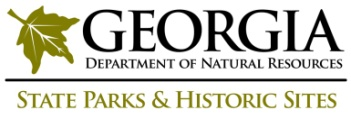 GEORGIA
DEPARTMENT OF NATURAL RESOURCES
STATE PARKS & HISTORIC SITES